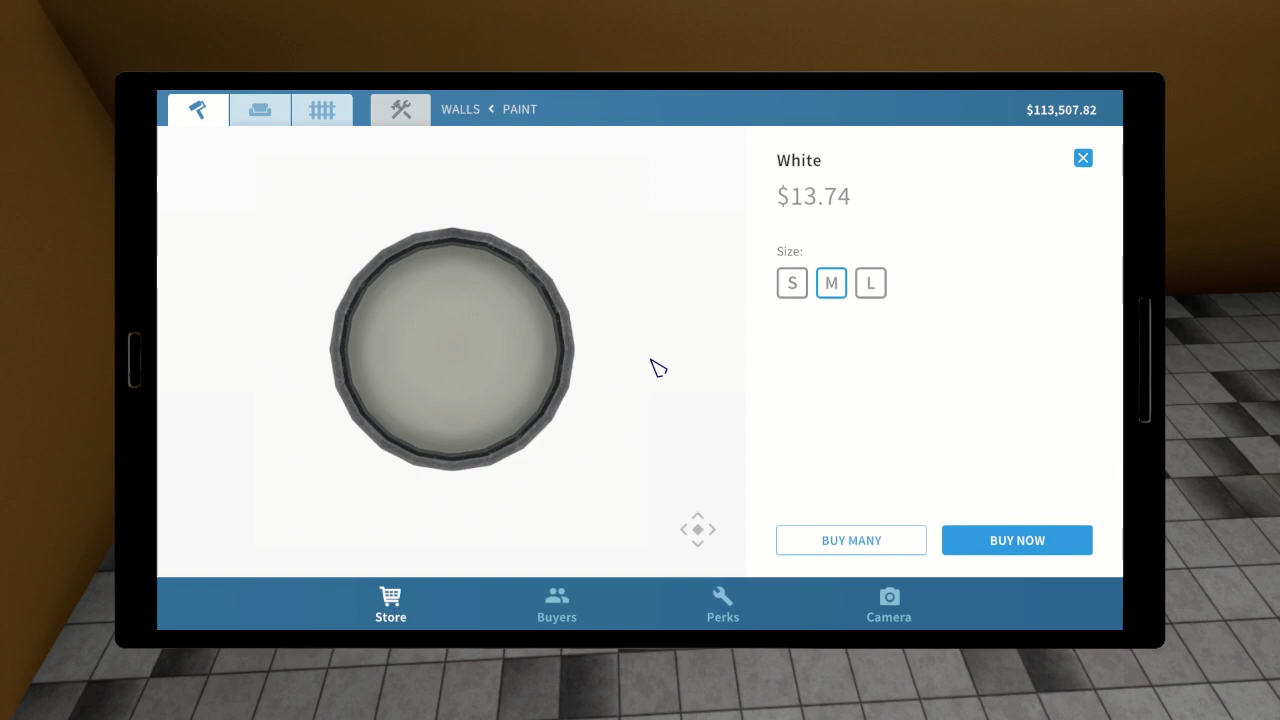 WALLS < PAINT
$113,507.82
White
$13.74
Size:
S M L
BUY MANY
BUY NOW
Store
Buyers
Perks
Camera